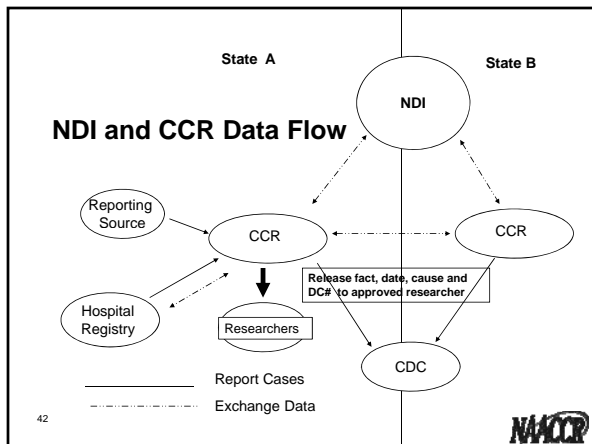 State A
State B
NDI
NDI and CCR Data Flow
Reporting
Source
CCR
CCR
Release fact, date, cause and
DC# to approved researcher
Hospital
Registry
Researchers
CDC
Report Cases
Exchange Data
42
NAACCR